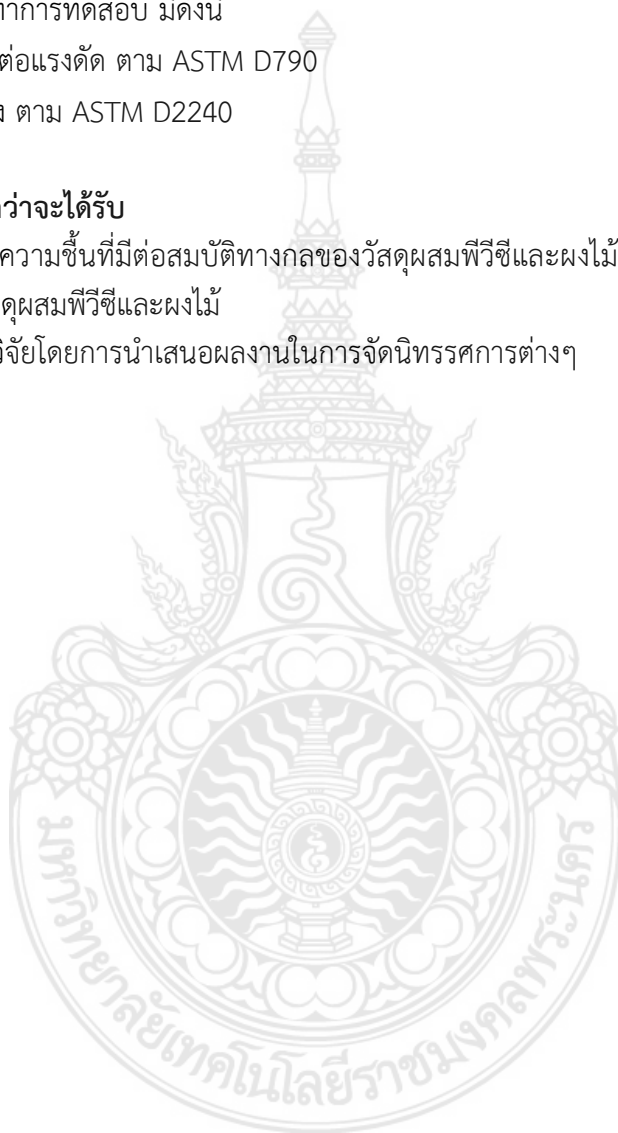 ทำการทดสอบ มีดังนี้
ต่อแรงดัด ตาม ASTM D790
ตาม ASTM D2240
ว่าจะได้รับ
ความชื้นที่มีต่อสมบัติทางกลของวัสดุผสมพีวีซีและผงไม้
ดุผสมพีวีซีและผงไม้
วิจัยโดยการนำเสนอผลงานในการจัดนิทรรศการต่างๆ
มหาวิทยาลัยเทคโนโลยีราชมงคลพระนคร